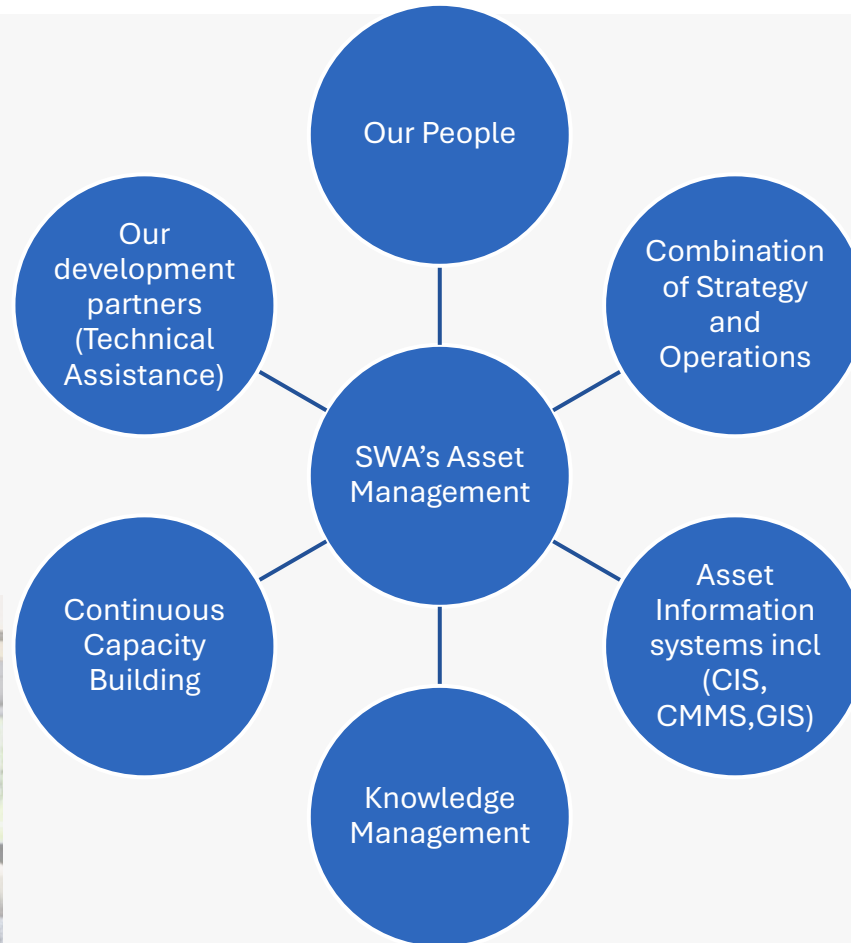 Our People
Combination
of Strategy
and
Operations
Asset
Information
systems incl
(CIS,
CMMS,GIS)
Knowledge
Management
Continuous
Capacity
Building
Our
development
partners
(Technical
Assistance)
SWA's Asset
Management